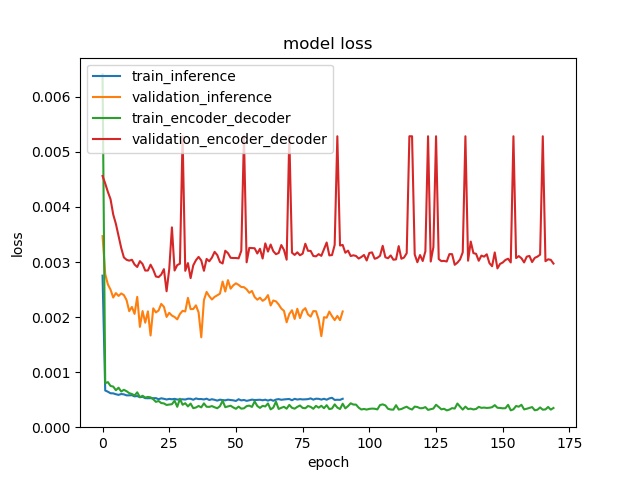 model loss
train_inference
validation_inference
train_encoder_decoder
validation_encoder_decoder
loss
0.006
0.005
0.004
0.003
0.002
0.001
0.000
0 25 50 75 100 125 150 175
epoch